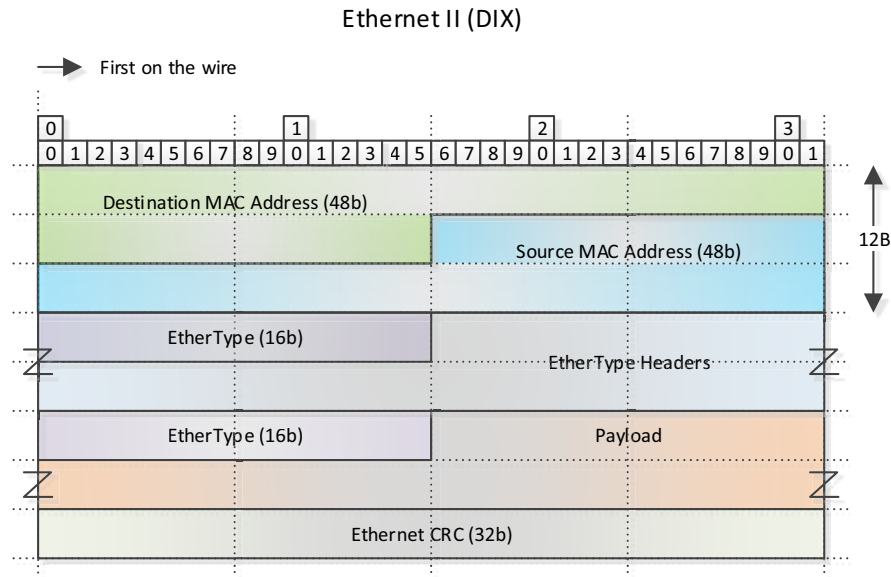 Ethernet II (DIX)
First on the wire
0 1 2 3
0 1 2 3 4 5 6 7 8 9 0 1 2 3 4 5 6 7 8 9 0 1 2 3 4 5 6 7 8 9 0 1
Destination MAC Address (48b)
12B
Source MAC Address (48b)
EtherType (16b)
EtherType Headers
EtherType (16b) Payload
Ethernet CRC (32b)